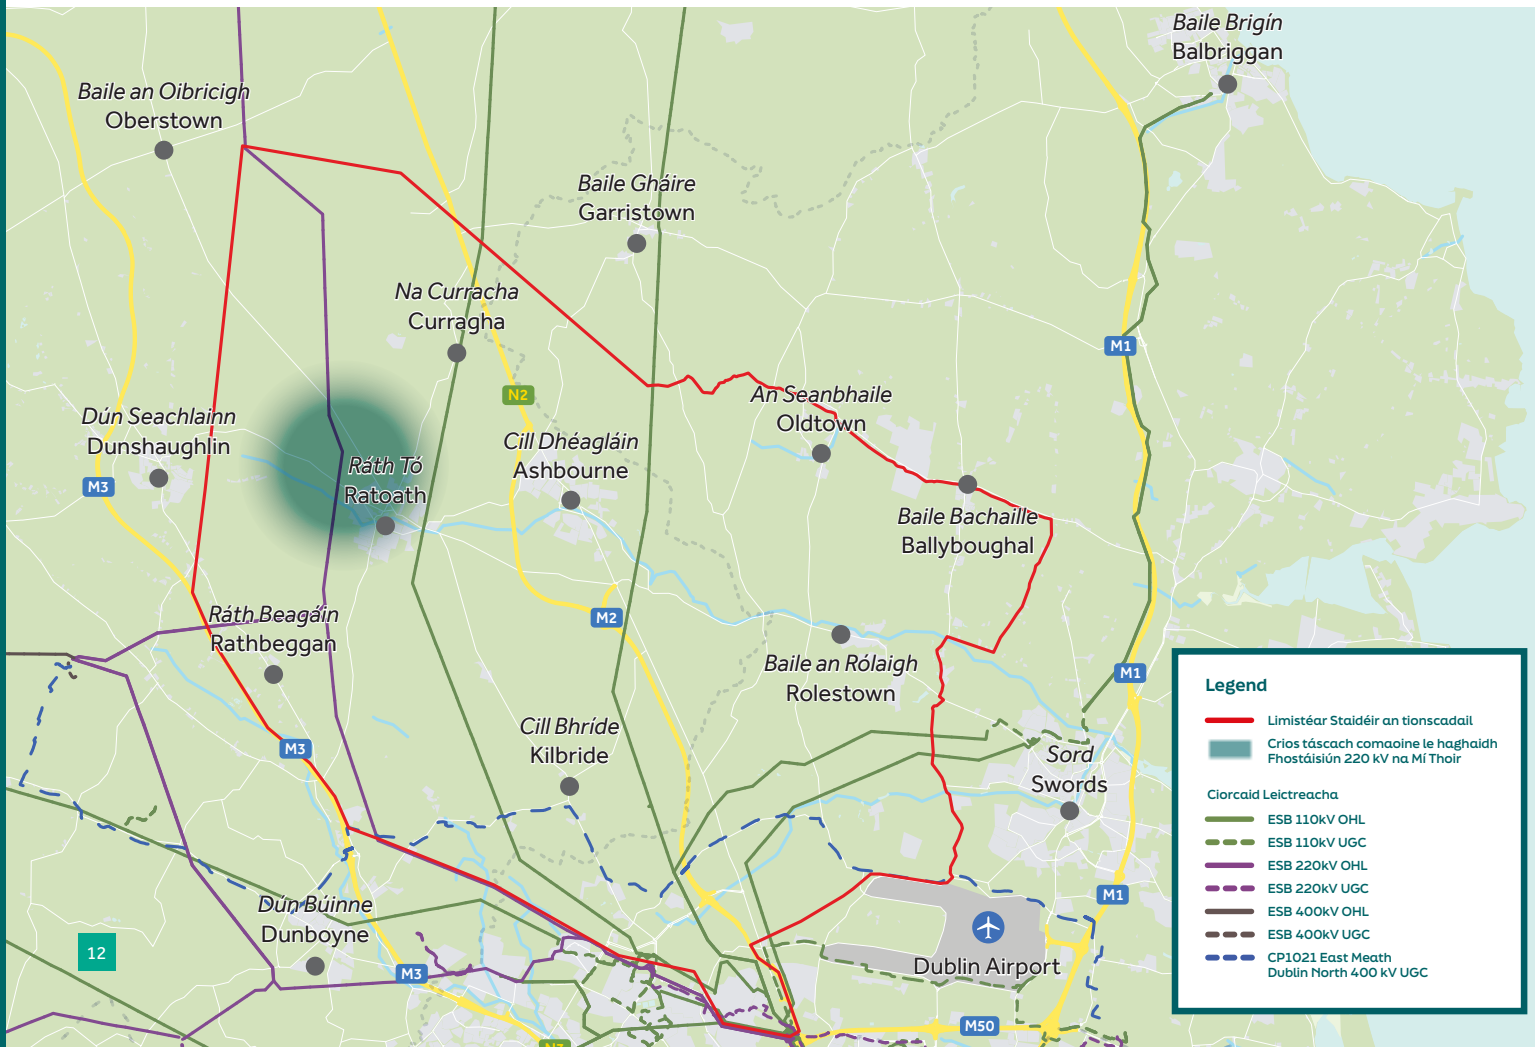 Baile Brigín
Balbriggan
Baile an Oibricigh
Oberstown
Baile Gháire
Garristown
Na Curracha
Curragha
M1
N2
An Seanbhaile
Oldtown
Dún Seachlainn
Dunshaughlin
Cill Dhéagláin
Ashbourne
Ráth Tó
Ratoath
M3
Baile Bachaille
Ballyboughal
Ráth Beagáin
Rathbeggan
M2
Baile an Rólaigh
Rolestown
M1
Cill Bhríde
Kilbride
M3
Sord
Swords
Dún Búinne
Dunboyne
M1
12
M3
Dublin Airport
M50
N3
Legend
Limistéar Staidéir an tionscadail
Crios táscach comaoine le haghaidh
Fhostáisiún 220 kV na Mí Thoir
Ciorcaid Leictreacha
ESB 110kV OHL
ESB 110kV UGC
ESB 220kV OHL
ESB 220kV UGC
ESB 400kV OHL
ESB 400kV UGC
CP1021 East Meath
Dublin North 400 kV UGC